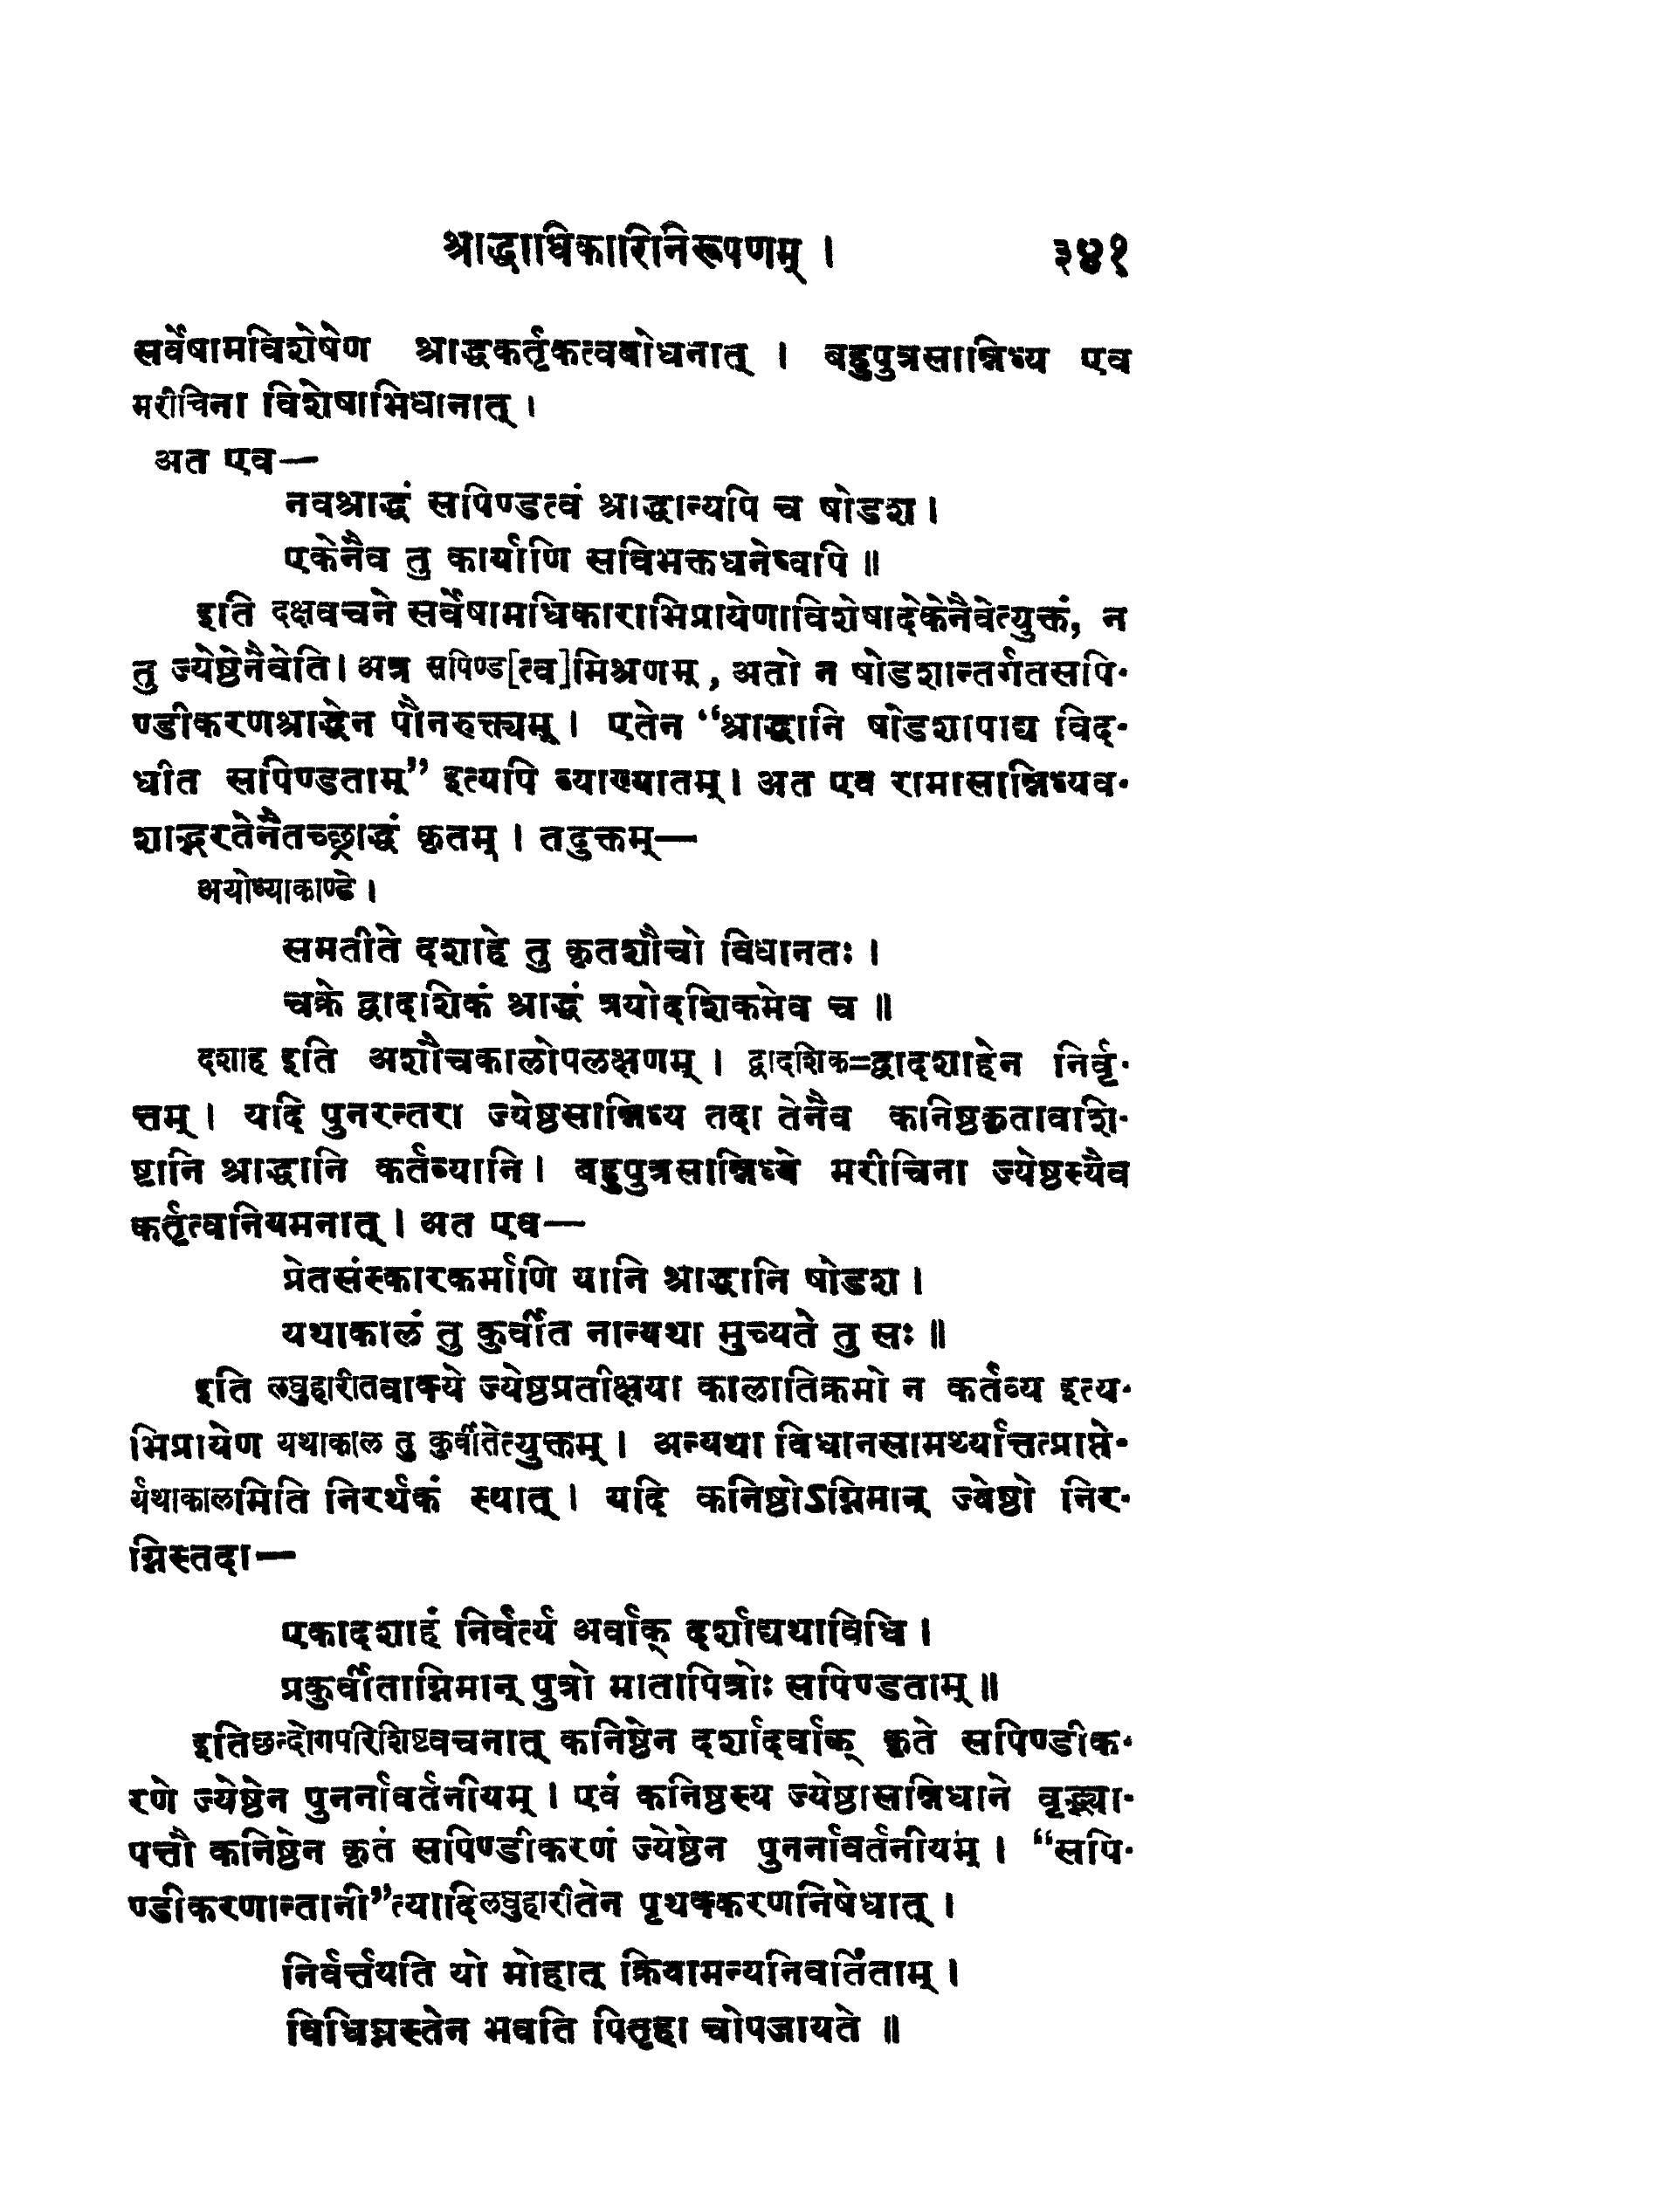 श्राद्धाधिकारिनिरूपणम् । ३४१
सर्वेषामविशेषेण श्राद्धकर्तृकत्वबोधनात् । बहुपुत्रसान्निध्य एव
मरीचिना विशेषाभिधानात् ।
अत एव—
नवश्राद्धं सपिण्डत्वं श्राद्धान्यपि च षोडश ।
एकेनैव तु कार्याणि सविभक्तधनेष्वपि ॥
इति दक्षवचने सर्वेषामधिकाराभिप्रायेणाविशेषादेकेनैवेत्युक्तं, न
तु ज्येष्ठेनैवेति । अत्र सपिण्ड[त्व]मिश्रणम्, अतो न षोडशान्तर्गतसपि-
ण्डीकरणश्राद्धेन पौनरुक्त्यम् । एतेन “श्राद्धानि षोडशापाद्य विद-
धीत सपिण्डताम्” इत्यपि व्याख्यातम् । अत एव रामासान्निध्यव-
शाद्भरतेनैतच्छ्राद्धं कृतम् । तदुक्तम्—
अयोध्याकाण्डे ।
समतीते दशाहे तु कृतशौचो विधानतः ।
चक्रे द्वादशिकं श्राद्धं त्रयोदशिकमेव च ॥
दशाह इति अशौचकालोपलक्षणम् । द्वादशिक=द्वादशाहेन निर्वृ-
त्तम् । यदि पुनरन्तरा ज्येष्ठसान्निध्य तदा तेनैव कनिष्ठकृतावाशि-
ष्टानि श्राद्धानि कर्तव्यानि । बहुपुत्रसान्निध्ये मरीचिना ज्येष्ठस्यैव
कर्तृत्वनियमनात् । अत एव—
प्रेतसंस्कारकर्माणि यानि श्राद्धानि षोडश ।
यथाकालं तु कुर्वीत नान्यथा मुच्यते तु सः ॥
इति लघुहारीतवाक्ये ज्येष्ठप्रतीक्षया कालातिक्रमो न कर्तव्य इत्य-
भिप्रायेण यथाकाल तु कुर्वीतेत्युक्तम् । अन्यथा विधानसामर्थ्यात्तत्प्राप्ते-
र्यथाकालमिति निरर्थकं स्यात् । यदि कनिष्ठोऽग्निमान् ज्येष्ठो निर-
ग्निस्तदा—
एकादशाहं निर्वर्त्य अर्वाक् दर्शाद्यथाविधि ।
प्रकुर्वीताग्निमान् पुत्रो मातापित्रोः सपिण्डताम् ॥
इतिछन्दोगपरिशिष्टवचनात् कनिष्ठेन दर्शादर्वाक् कृते सपिण्डीक-
रणे ज्येष्ठेन पुनर्नावर्तनीयम् । एवं कनिष्ठस्य ज्येष्ठासन्निधाने वृद्ध्या-
पत्तौ कनिष्ठेन कृतं सपिण्डीकरणं ज्येष्ठेन पुनर्नावर्तनीयम् । “सपि-
ण्डीकरणान्तानी”त्यादिलघुहारीतेन पृथक्करणनिषेधात् ।
निर्वर्त्तयति यो मोहात् क्रियामन्यनिवर्तिताम् ।
विधिघ्नस्तेन भवति पितृहा चोपजायते ॥